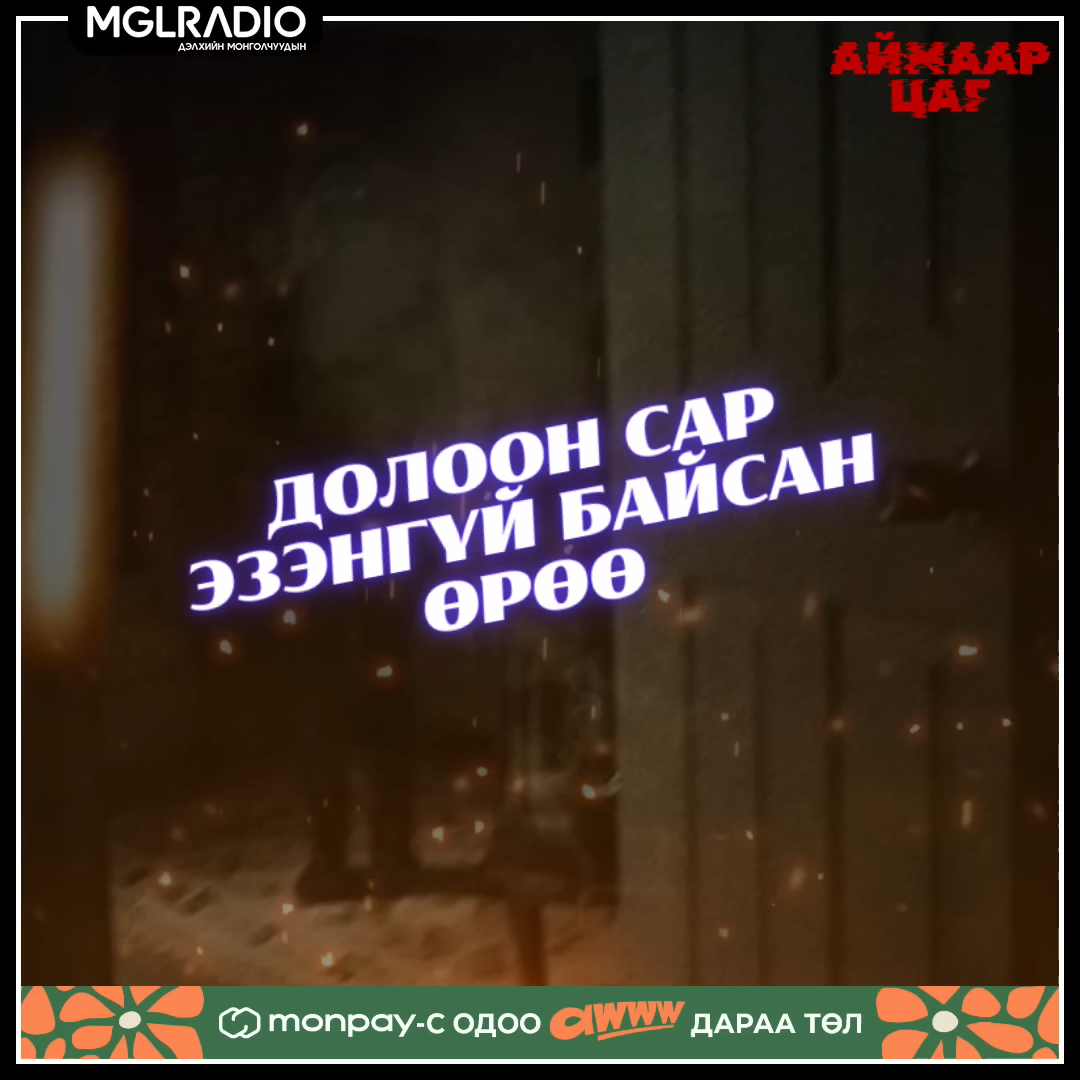 MGLRADIO
ДЭЛХИЙН МОНГОЛЧУУДЫН
АЙЖААР
ЦАГ
ДОЛООН САР
ЭЗЭНГҮЙ БАЙСАН
ӨРӨӨ
monpay-С ОДОО awww ДАРАА ТӨЛ